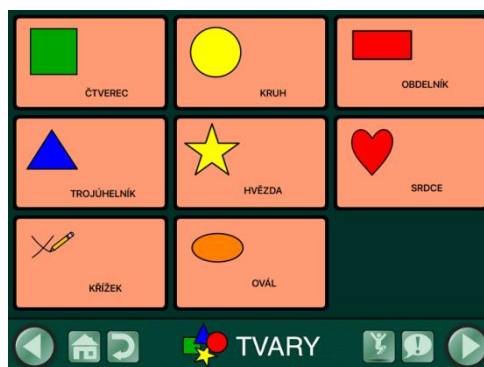 ČTVEREC
KRUH
OBDELNÍK
TROJÚHELNÍK
HVĚZDA
SRDCE
KŘÍŽEK
OVÁL
TVARY